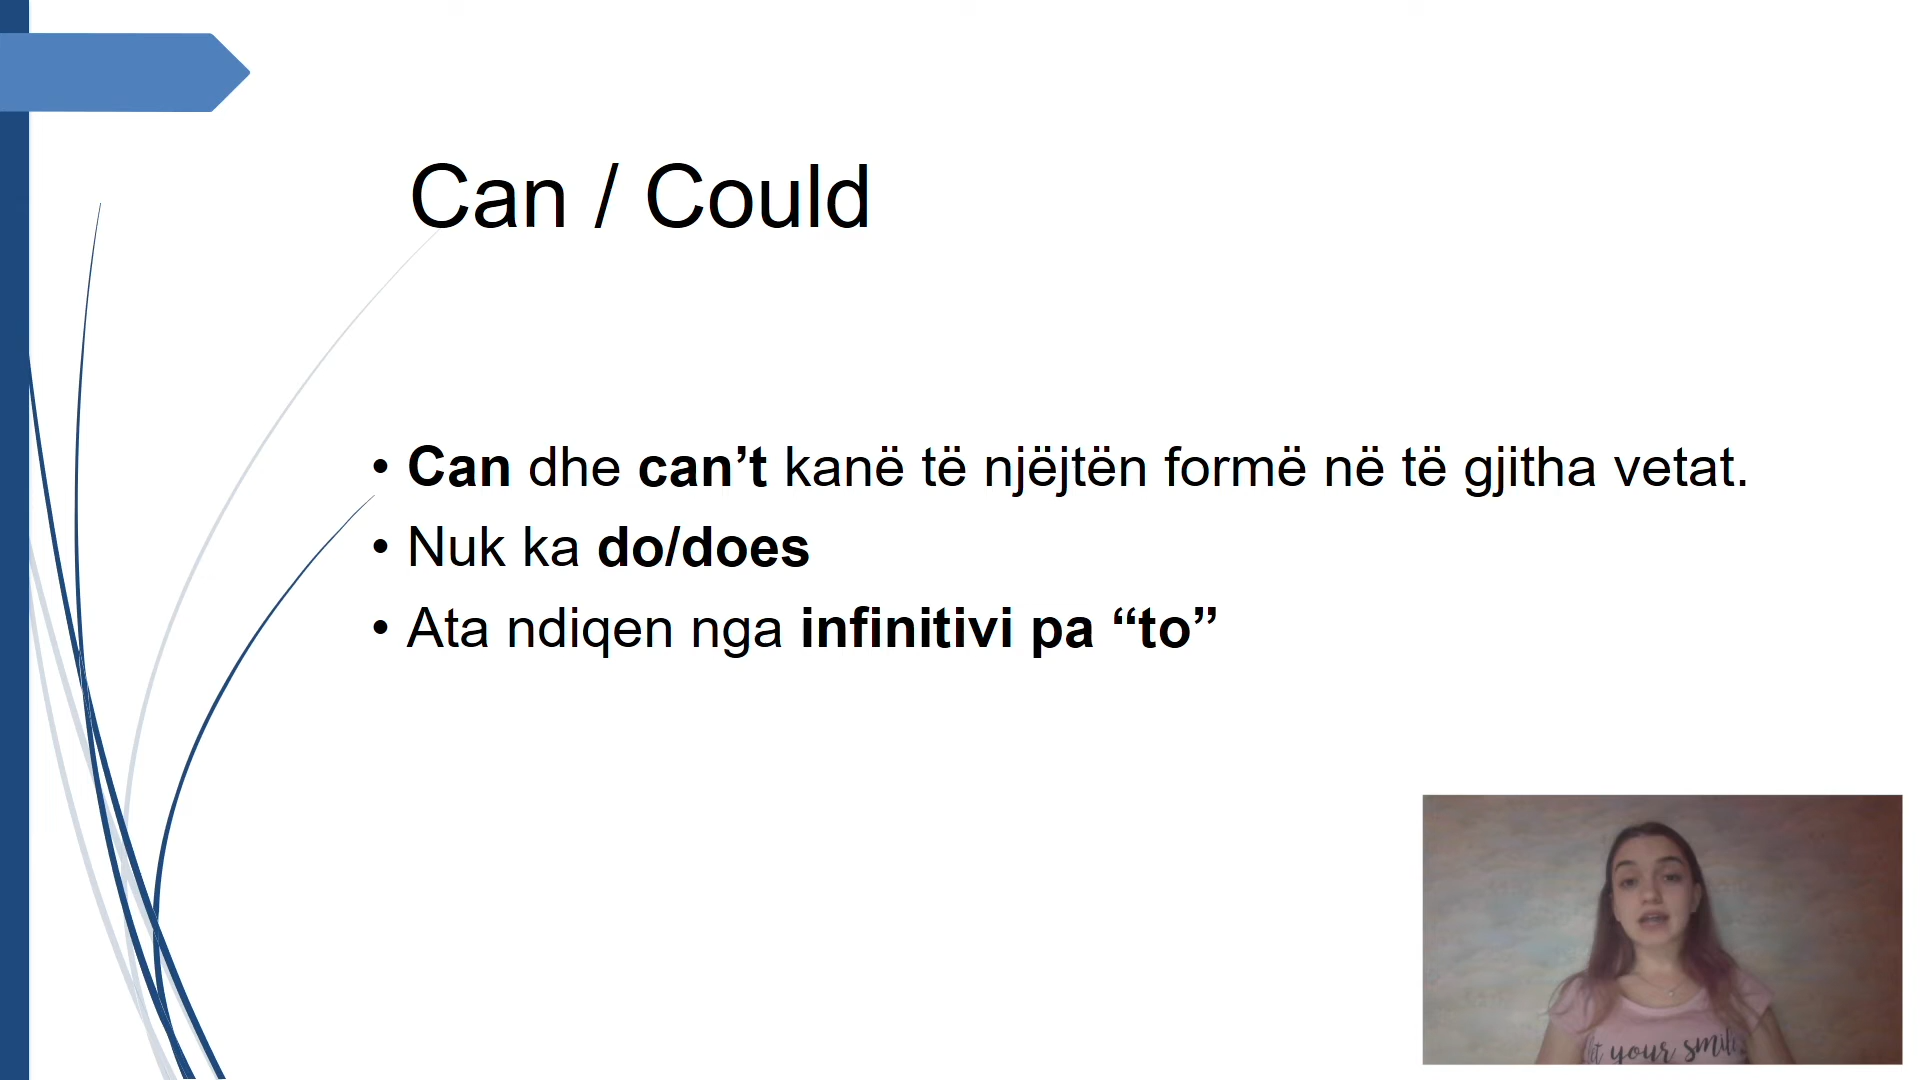 Can / Could
• Can dhe can’t kanë të njëjtën formë në të gjitha vetat.
• Nuk ka do/does
• Ata ndiqen nga infinitivi pa “to”
your smile